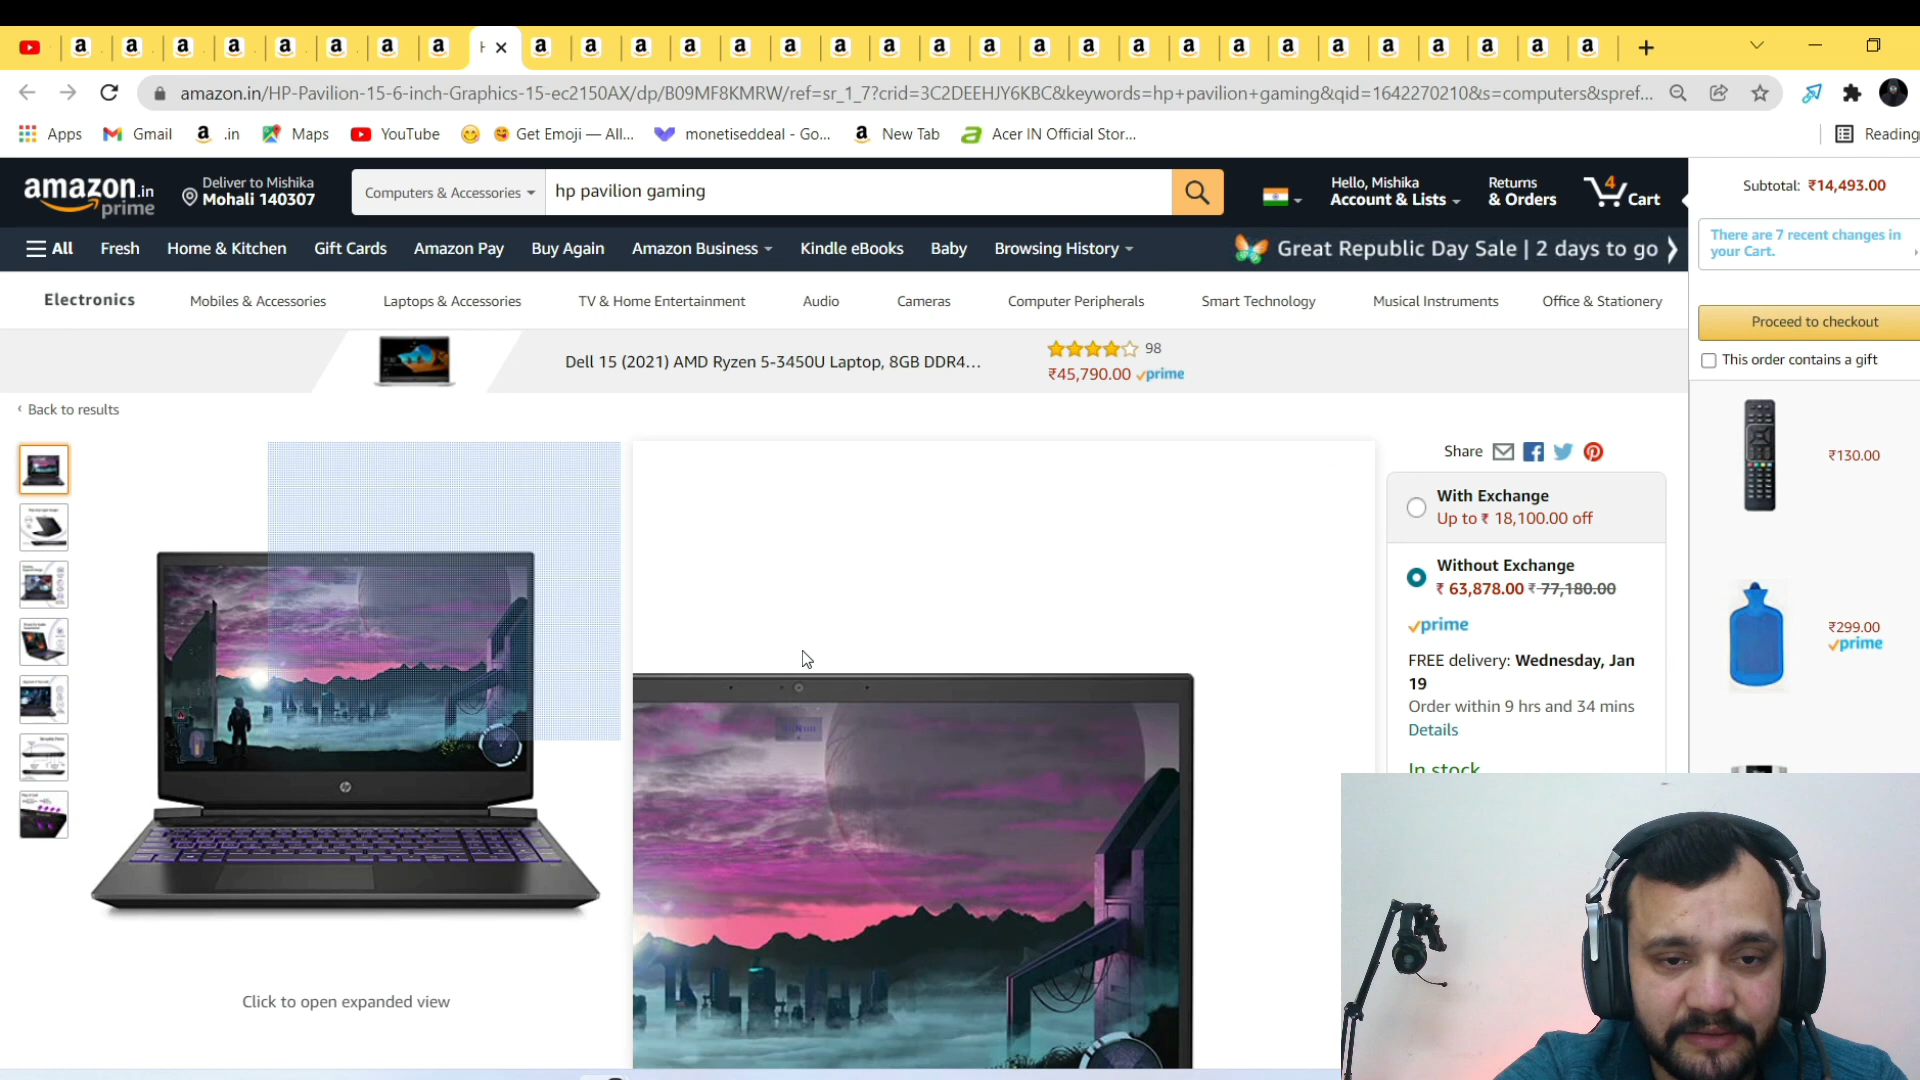 amazon.in/HP-Pavilion-15-6-inch-Graphics-15-ec2150AX/dp/B09MF8KMRW/ref=sr_1_7?crid=3C2DEEHJY6KBC&keywords=hp+pavilion+gaming&qid=1642270210&s=computers&spref...
Apps Gmail .in Maps YouTube Get Emoji — All... monetiseddeal - Go... New Tab Acer IN Official Stor... Reading
amazon.in prime
Deliver to Mishika
Mohali 140307
Computers & Accessories
hp pavilion gaming
Hello, Mishika
Account & Lists
Returns
& Orders
4 Cart
Subtotal: ₹14,493.00
There are 7 recent changes in
your Cart.
All Fresh Home & Kitchen Gift Cards Amazon Pay Buy Again Amazon Business Kindle eBooks Baby Browsing History Great Republic Day Sale | 2 days to go
Electronics Mobiles & Accessories Laptops & Accessories TV & Home Entertainment Audio Cameras Computer Peripherals Smart Technology Musical Instruments Office & Stationery
Proceed to checkout
This order contains a gift
Dell 15 (2021) AMD Ryzen 5-3450U Laptop, 8GB DDR4...
98
₹45,790.00 prime
Back to results
Share
With Exchange
Up to ₹ 18,100.00 off
Without Exchange
₹ 63,878.00 ₹ 77,180.00
prime
FREE delivery: Wednesday, Jan
19
Order within 9 hrs and 34 mins
Details
In stock
₹130.00
₹299.00
prime
hp
Click to open expanded view